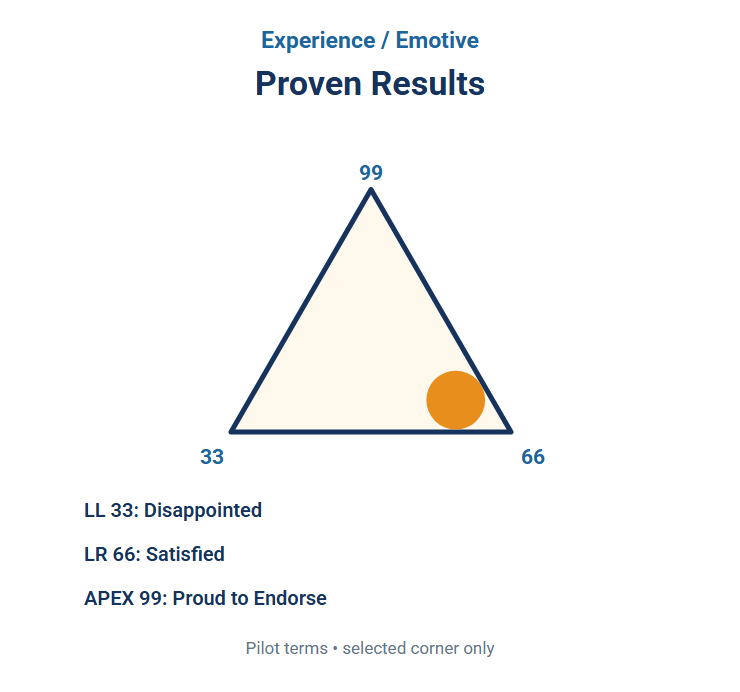 Experience / Emotive
Proven Results
99
33
66
LL 33: Disappointed
LR 66: Satisfied
APEX 99: Proud to Endorse
Pilot terms • selected corner only